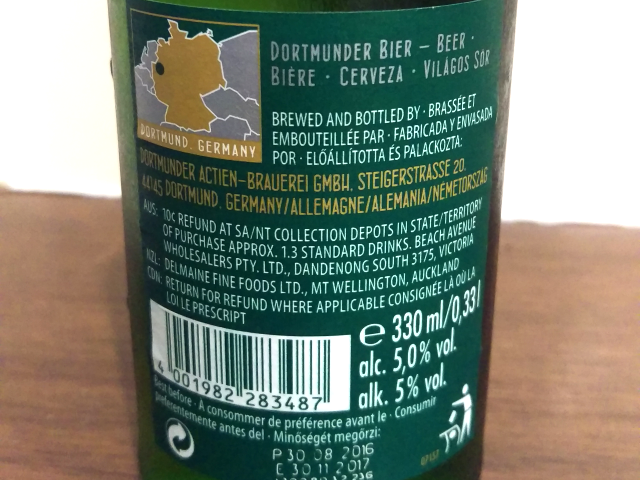 DORTMUND, GERMANY
DORTMUNDER BIER – BEER ·
BIÈRE · CERVEZA · VILÁGOS SÖR
BREWED AND BOTTLED BY · BRASSÉE ET
EMBOUTEILLÉE PAR · FABRICADA Y ENVASADA
POR · ELŐÁLLÍTOTTA ÉS PALACKOZTA:
DORTMUNDER ACTIEN-BRAUEREI GMBH, STEIGERSTRASSE 20,
44145 DORTMUND, GERMANY/ALLEMAGNE/ALEMANIA/NÉMETORSZÁG
AUS: 10c REFUND AT SA/NT COLLECTION DEPOTS IN STATE/TERRITORY
OF PURCHASE APPROX. 1.3 STANDARD DRINKS. BEACH AVENUE
WHOLESALERS PTY. LTD., DANDENONG SOUTH 3175, VICTORIA
NZL: DELMAINE FINE FOODS LTD., MT WELLINGTON, AUCKLAND
CDN: RETURN FOR REFUND WHERE APPLICABLE CONSIGNÉE LÀ OÙ LA
LOI LE PRESCRIT
e 330 ml/0,33 l
alc. 5,0% vol.
alk. 5% vol.
4 001982 283487
Best before · À consommer de préférence avant le · Consumir
preferentemente antes del · Minőségét megőrzi:
P 30 08 2016
E 30 11 2017